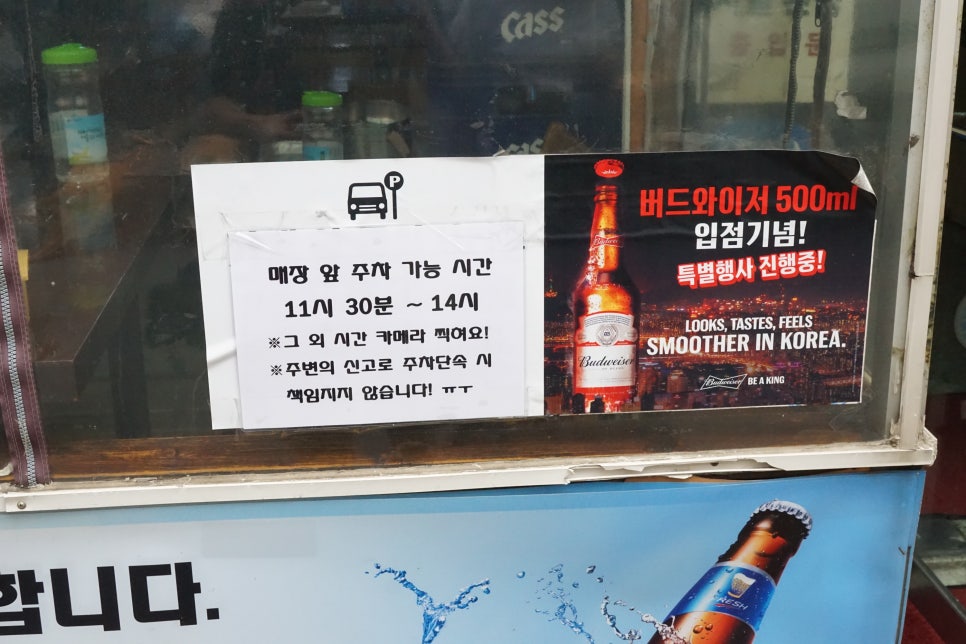 Cass
Cass
P
매장 앞 주차 가능 시간
11시 30분 ~ 14시
※그 외 시간 카메라 찍혀요!
※주변의 신고로 주차단속 시
책임지지 않습니다! ㅠㅜ
버드와이저 500ml
입점기념!
특별행사 진행중!
LOOKS, TASTES, FEELS
SMOOTHER IN KOREA.
Budweiser BE A KING
Budweiser
합니다.
FRESH